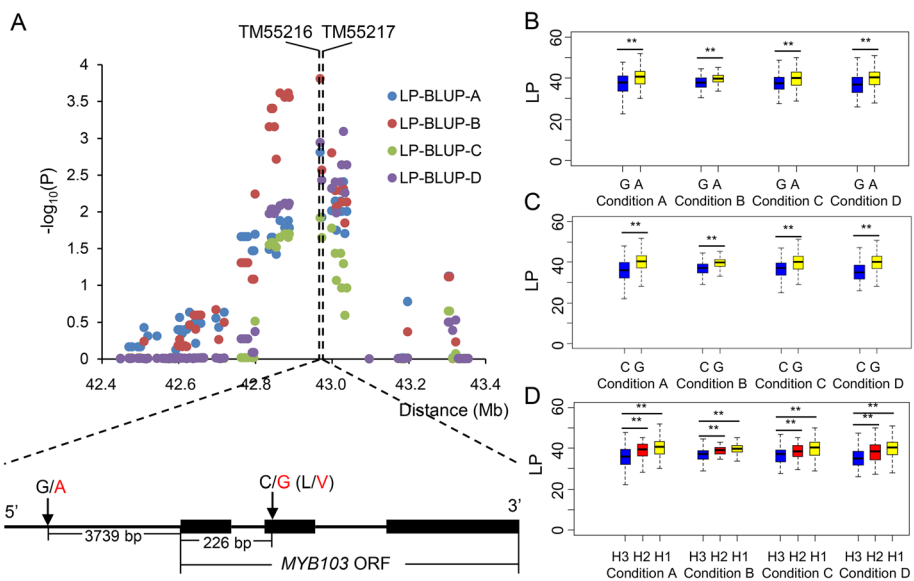 A
TM55216 TM55217
4
3.5
3
2.5
2
1.5
1
0.5
0
-log10(P)
LP-BLUP-A
LP-BLUP-B
LP-BLUP-C
LP-BLUP-D
42.4 42.6 42.8 43.0 43.2 43.4
Distance (Mb)
5’
G/A
C/G (L/V)
3’
3739 bp
226 bp
MYB103 ORF
B
60
40
20
0
LP
** ** ** **
G A G A G A G A
Condition A Condition B Condition C Condition D
C
60
40
20
0
LP
** ** ** **
C G C G C G C G
Condition A Condition B Condition C Condition D
D
60
40
20
0
LP
** ** ** **
** ** ** **
H3 H2 H1 H3 H2 H1 H3 H2 H1 H3 H2 H1
Condition A Condition B Condition C Condition D